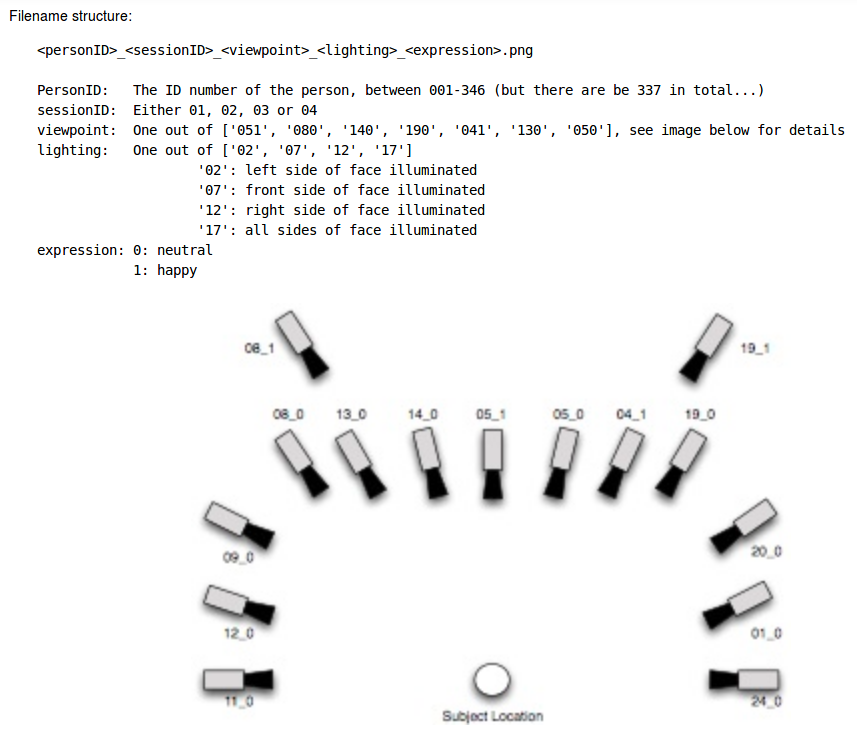 Filename structure:
<personID>_<sessionID>_<viewpoint>_<lighting>_<expression>.png
PersonID: The ID number of the person, between 001-346 (but there are be 337 in total...)
sessionID: Either 01, 02, 03 or 04
viewpoint: One out of ['051', '080', '140', '190', '041', '130', '050'], see image below for details
lighting: One out of ['02', '07', '12', '17']
'02': left side of face illuminated
'07': front side of face illuminated
'12': right side of face illuminated
'17': all sides of face illuminated
expression: 0: neutral
1: happy
08_1
19_1
08_0 13_0 14_0 05_1 05_0 04_1 19_0
09_0
20_0
12_0
01_0
11_0
24_0
Subject Location